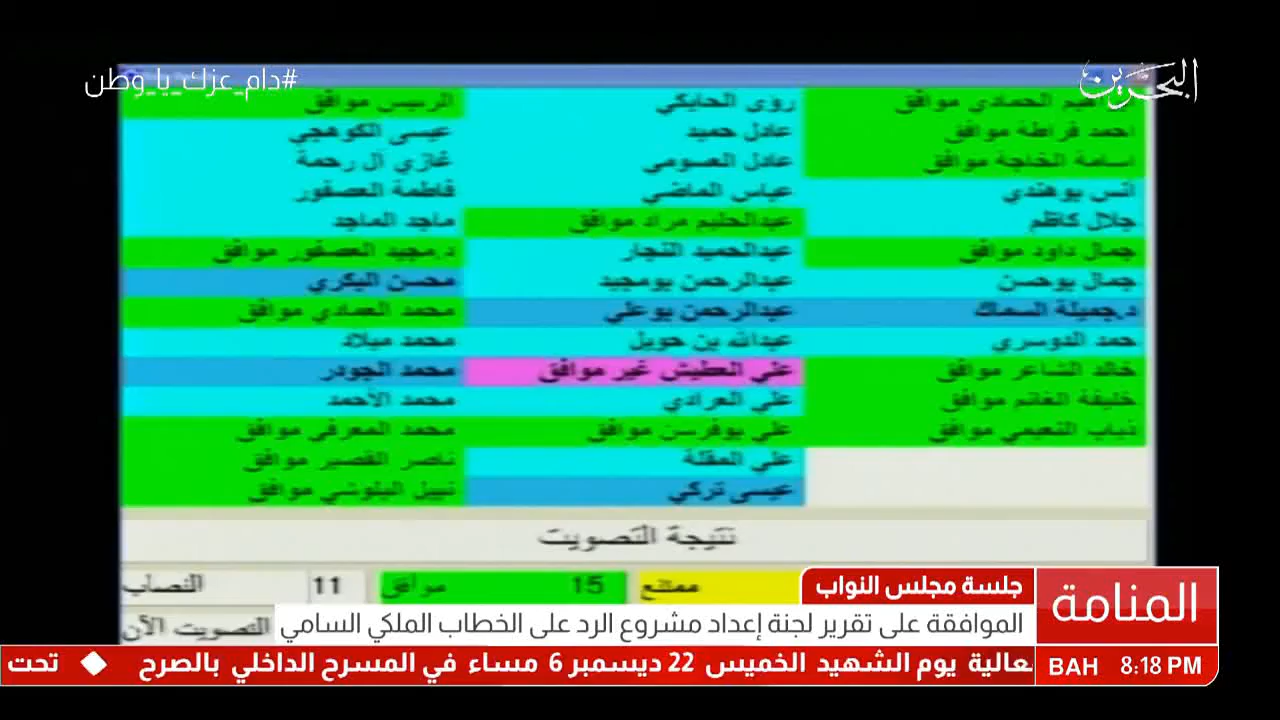 #دام_عزك_يا_وطن
البحرين
الحمادي موافق
رؤى الحايكي
الرئيس موافق
احمد قراطة موافق
عادل حميد
عيسى الكوهجي
اسامة الخاجة موافق
عادل العسومي
غازي آل رحمة
انس بوهندي
عباس الماضي
فاطمة العصفور
جلال كاظم
عبدالحليم مراد موافق
ماجد الماجد
جمال داود موافق
عبدالحميد النجار
د.مجيد العصفور موافق
جمال بوحسن
عبدالرحمن بومجيد
محسن البكري
د.جميلة السماك
عبدالرحمن بوعلي
محمد العمادي موافق
حمد الدوسري
عبدالله بن حويل
محمد ميلاد
خالد الشاعر موافق
علي العطيش غير موافق
محمد الجودر
خليفة الغانم موافق
علي العرادي
محمد الأحمد
ذياب النعيمي موافق
علي بوفرسن موافق
محمد المعرفي موافق
علي المقلة
ناصر القصير موافق
عيسى تركي
نبيل البلوشي موافق
نتيجة التصويت
ممتنع
موافق 15
11 النصاب
التصويت الآن
جلسة مجلس النواب
المنامة
الموافقة على تقرير لجنة إعداد مشروع الرد على الخطاب الملكي السامي
عالية يوم الشهيد الخميس 22 ديسمبر 6 مساء في المسرح الداخلي بالصرح ◆ تحت
BAH 8:18 PM